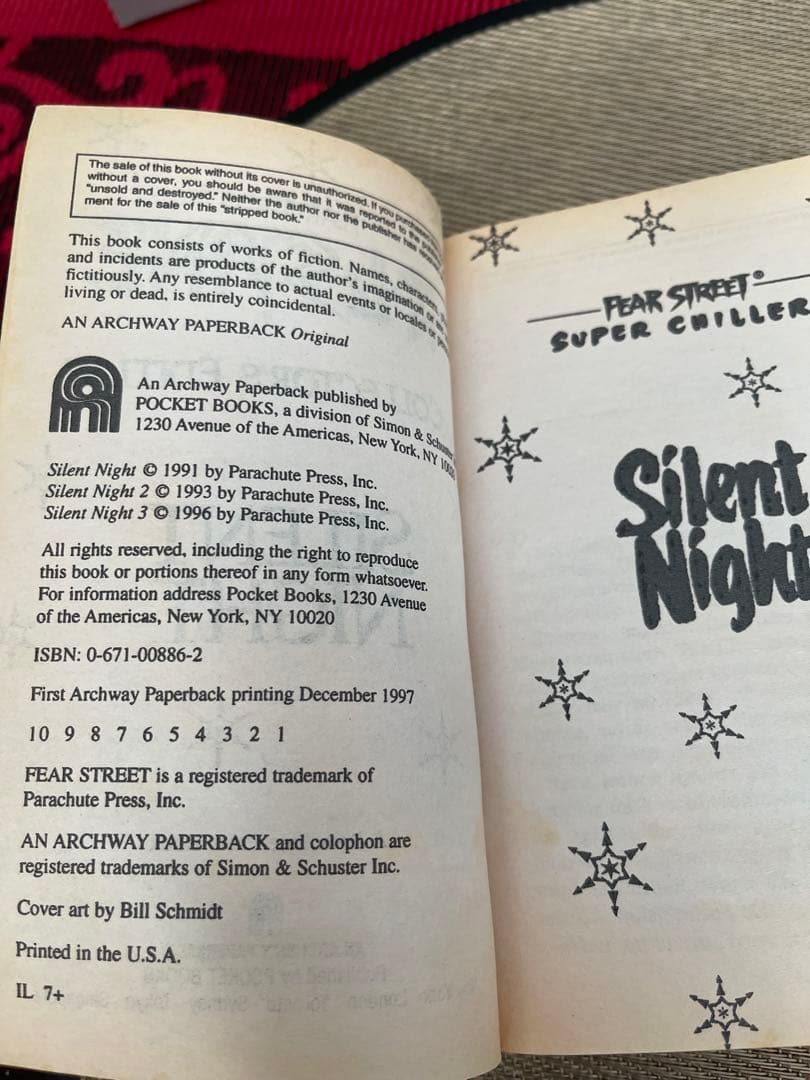 The sale of this book without its cover is unauthorized. If you purchased
without a cover, you should be aware that it was reported to the
"unsold and destroyed." Neither the author nor the publisher has
ment for the sale of this "stripped book."
This book consists of works of fiction. Names, characters,
and incidents are products of the author's imagination or
fictitiously. Any resemblance to actual events or locales or
living or dead, is entirely coincidental.
AN ARCHWAY PAPERBACK Original
An Archway Paperback published by
POCKET BOOKS, a division of Simon & Schuster
1230 Avenue of the Americas, New York, NY 10020
Silent Night © 1991 by Parachute Press, Inc.
Silent Night 2 © 1993 by Parachute Press, Inc.
Silent Night 3 © 1996 by Parachute Press, Inc.
All rights reserved, including the right to reproduce
this book or portions thereof in any form whatsoever.
For information address Pocket Books, 1230 Avenue
of the Americas, New York, NY 10020
ISBN: 0-671-00886-2
First Archway Paperback printing December 1997
10 9 8 7 6 5 4 3 2 1
FEAR STREET is a registered trademark of
Parachute Press, Inc.
AN ARCHWAY PAPERBACK and colophon are
registered trademarks of Simon & Schuster Inc.
Cover art by Bill Schmidt
Printed in the U.S.A.
IL 7+
FEAR STREET®
SUPER CHILLER
Silent
Night